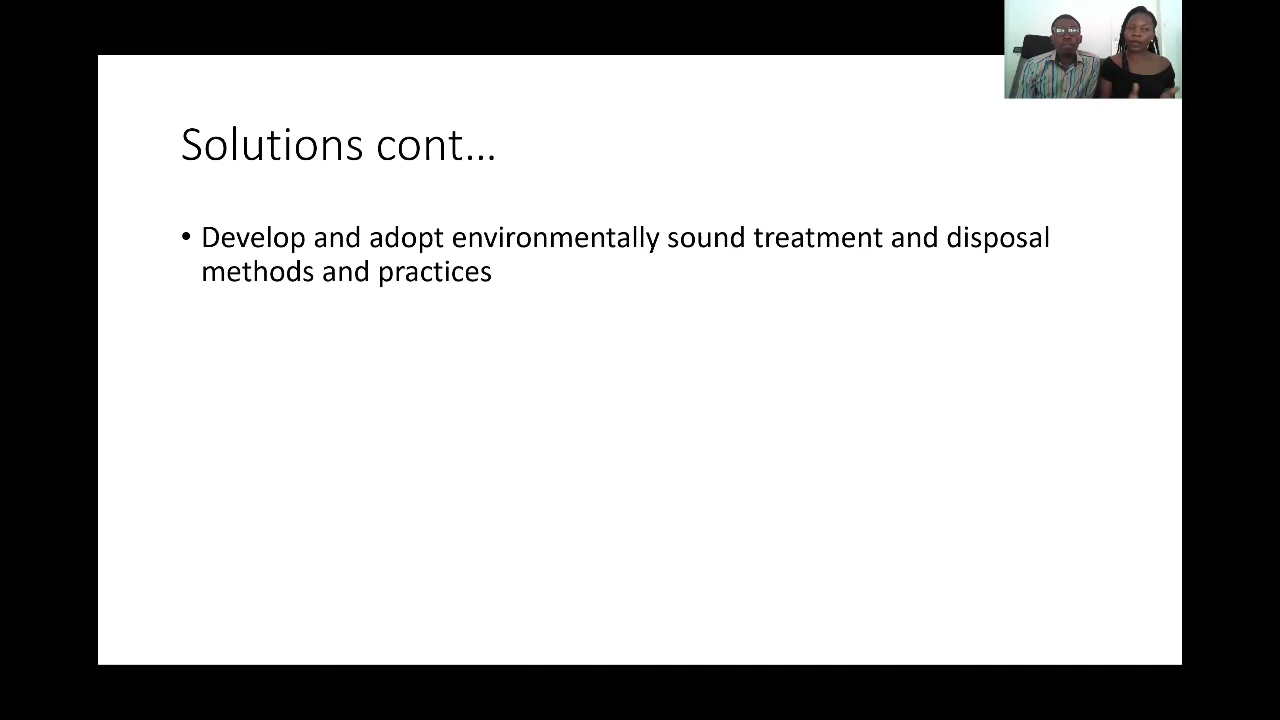 Solutions cont…
• Develop and adopt environmentally sound treatment and disposal
methods and practices